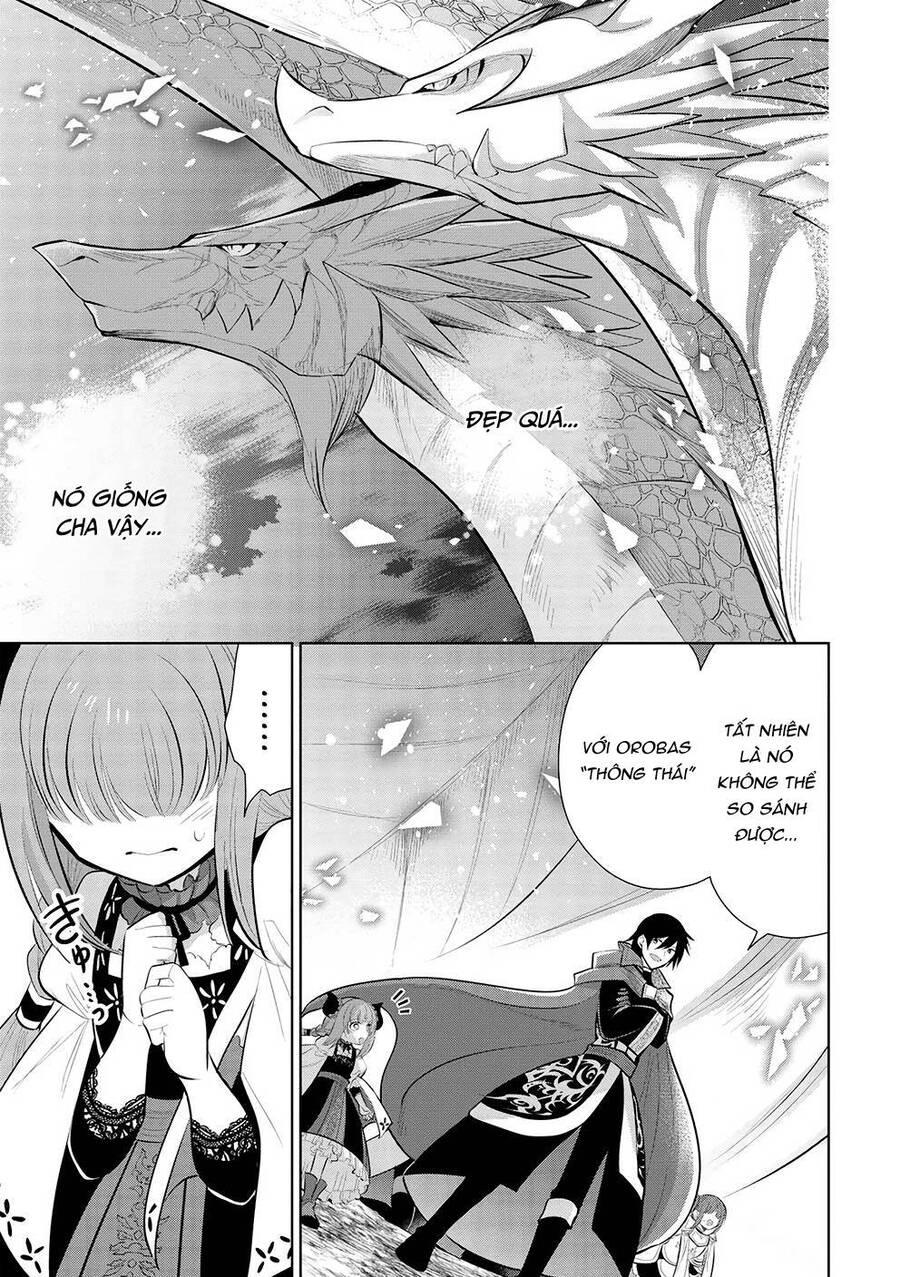 ĐẸP QUÁ...
NÓ GIỐNG
CHA VẬY...
TẤT NHIÊN
LÀ NÓ
KHÔNG THỂ
SO SÁNH
ĐƯỢC...
VỚI OROBAS
“THÔNG THÁI”
........
きゅ...っ